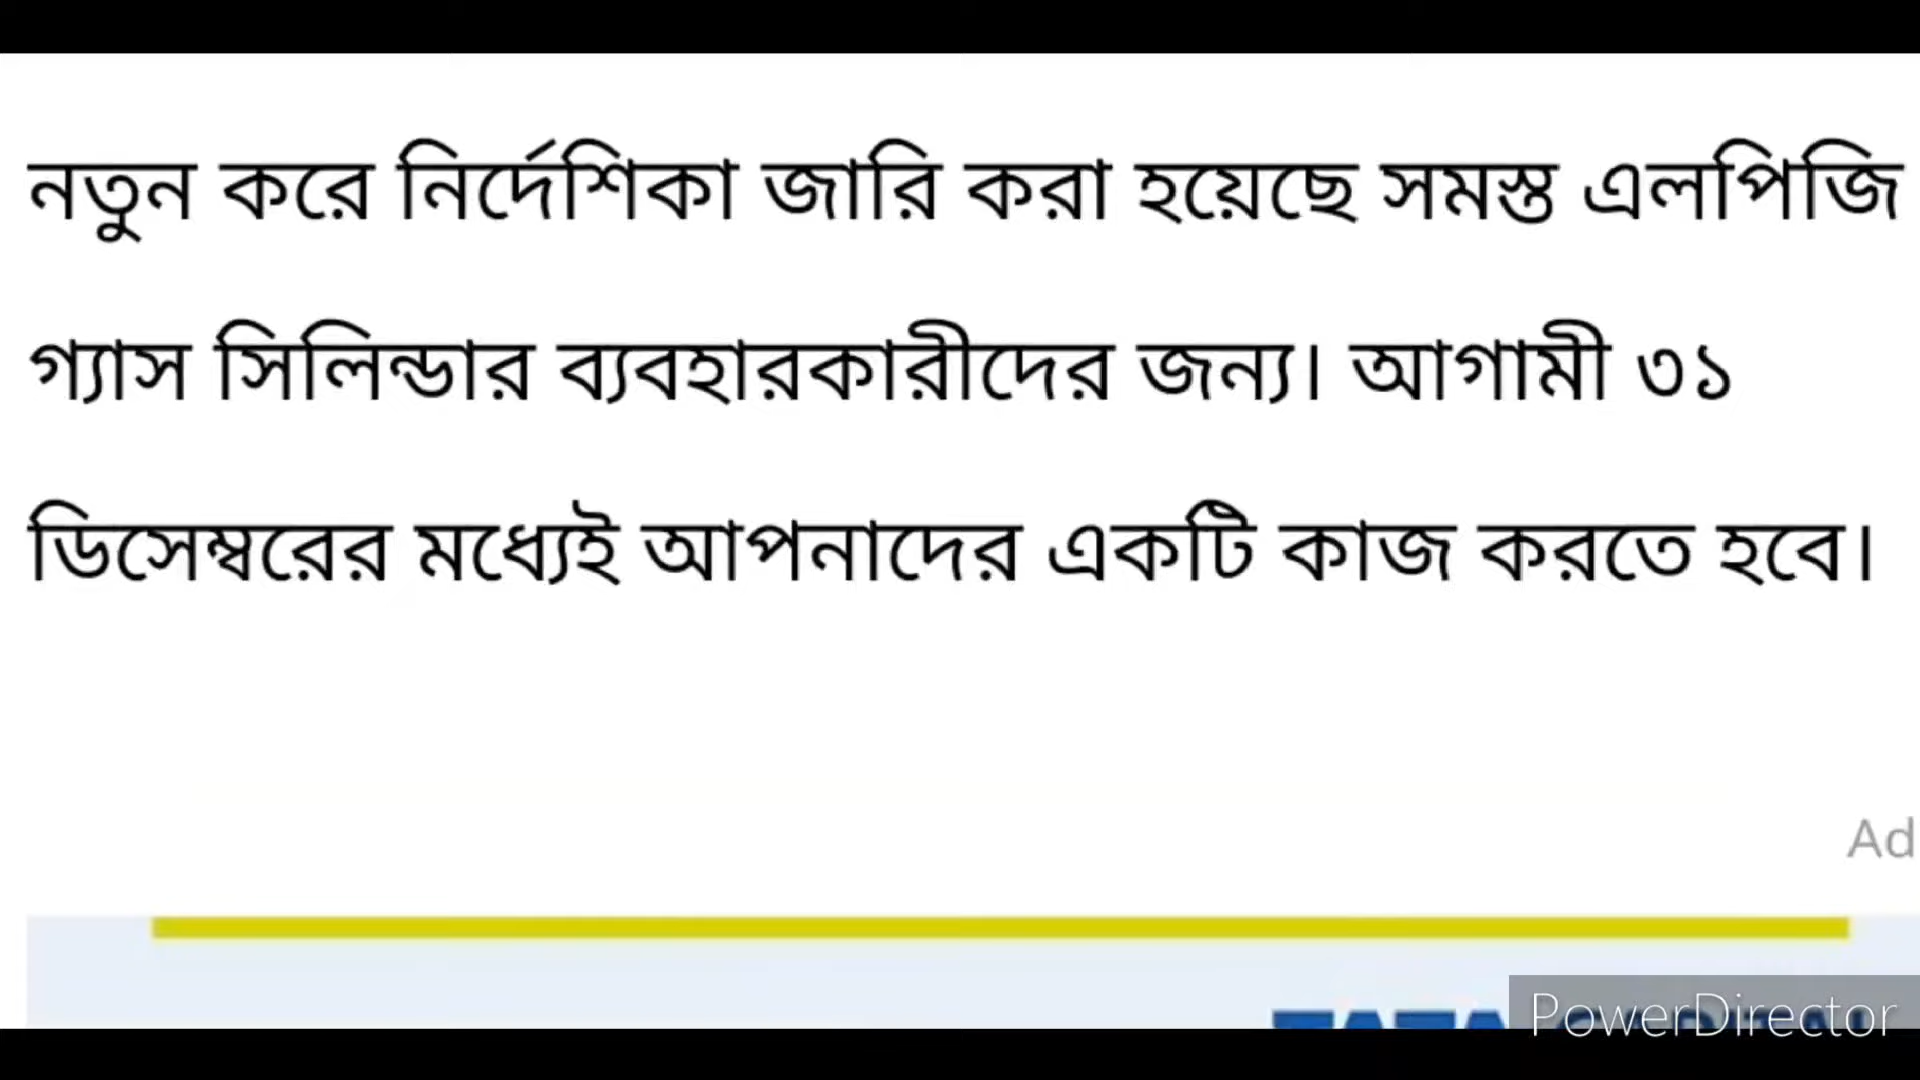 নতুন করে নির্দেশিকা জারি করা হয়েছে সমস্ত এলপিজি
গ্যাস সিলিন্ডার ব্যবহারকারীদের জন্য। আগামী ৩১
ডিসেম্বরের মধ্যেই আপনাদের একটি কাজ করতে হবে।
Ad
TATA
PowerDirector